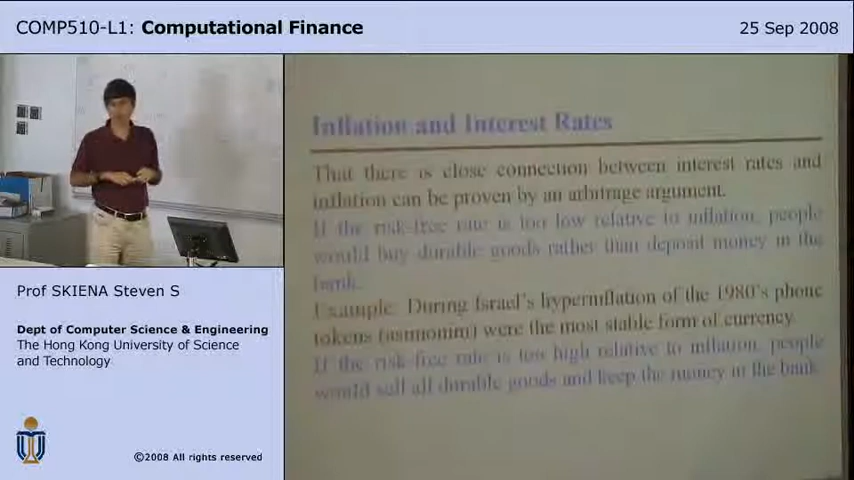 COMP510-L1: Computational Finance
25 Sep 2008
Inflation and Interest Rates
That there is close connection between interest rates and
inflation can be proven by an arbitrage argument.
If the risk-free rate is too low relative to inflation, people
would buy durable goods rather than deposit money in the
bank.
Example: During Israel's hyperinflation of the 1980's phone
tokens (asimonim) were the most stable form of currency.
If the risk-free rate is too high relative to inflation, people
would sell all durable goods and keep the money in the bank.
Prof SKIENA Steven S
Dept of Computer Science & Engineering
The Hong Kong University of Science
and Technology
©2008 All rights reserved